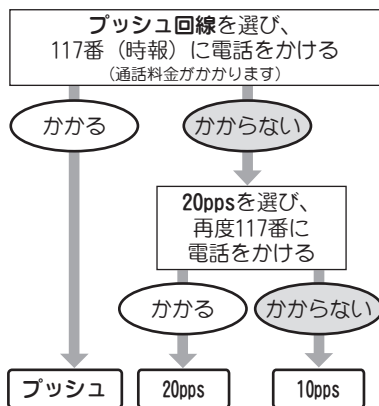 プッシュ回線を選び、
117番（時報）に電話をかける
（通話料金がかかります）
かかる
かからない
20ppsを選び、
再度117番に
電話をかける
かかる
かからない
プッシュ
20pps
10pps